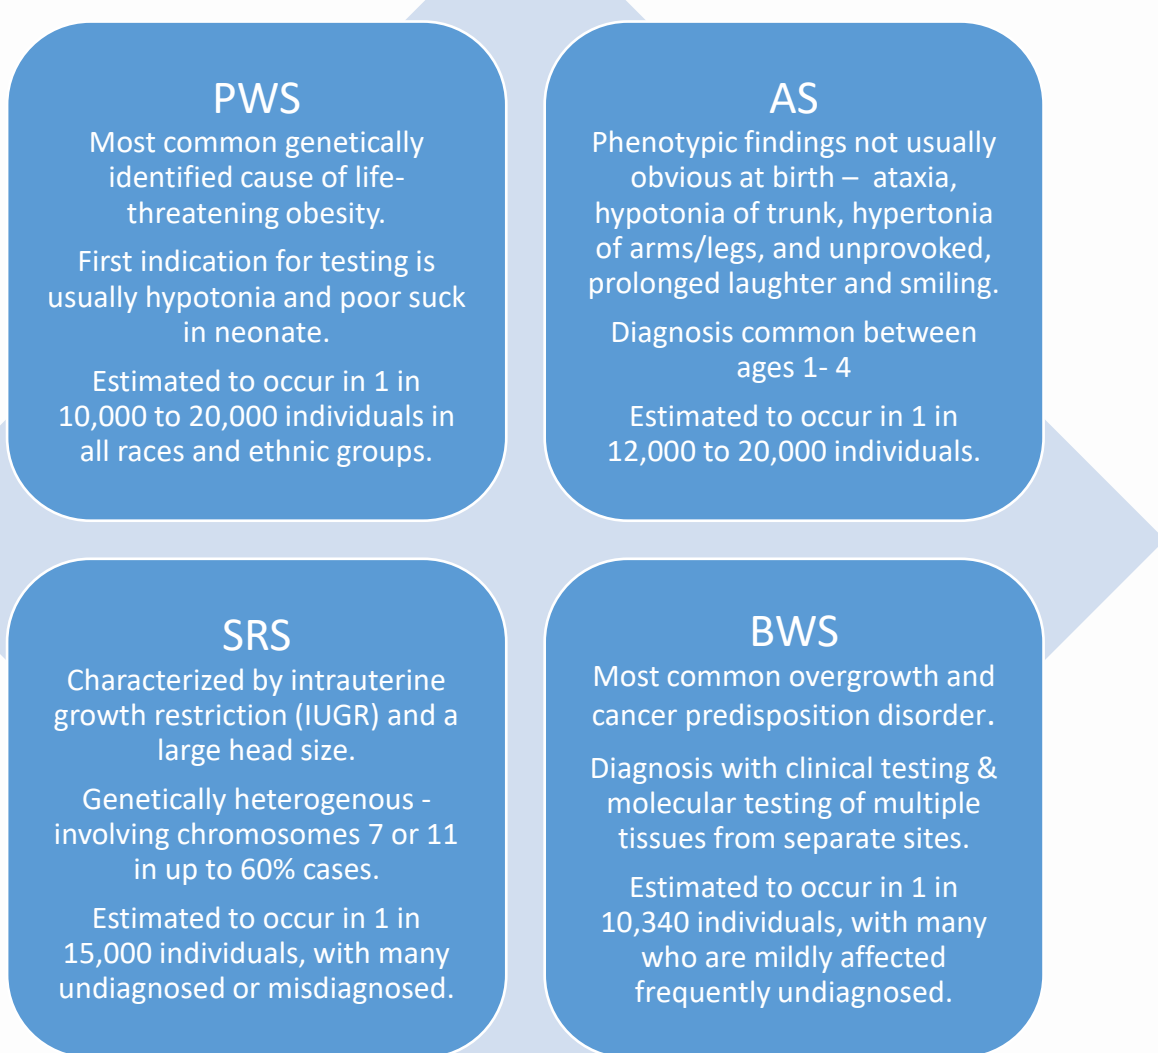 PWS
Most common genetically
identified cause of life-
threatening obesity.
First indication for testing is
usually hypotonia and poor suck
in neonate.
Estimated to occur in 1 in
10,000 to 20,000 individuals in
all races and ethnic groups.
AS
Phenotypic findings not usually
obvious at birth – ataxia,
hypotonia of trunk, hypertonia
of arms/legs, and unprovoked,
prolonged laughter and smiling.
Diagnosis common between
ages 1- 4
Estimated to occur in 1 in
12,000 to 20,000 individuals.
SRS
Characterized by intrauterine
growth restriction (IUGR) and a
large head size.
Genetically heterogenous -
involving chromosomes 7 or 11
in up to 60% cases.
Estimated to occur in 1 in
15,000 individuals, with many
undiagnosed or misdiagnosed.
BWS
Most common overgrowth and
cancer predisposition disorder.
Diagnosis with clinical testing &
molecular testing of multiple
tissues from separate sites.
Estimated to occur in 1 in
10,340 individuals, with many
who are mildly affected
frequently undiagnosed.